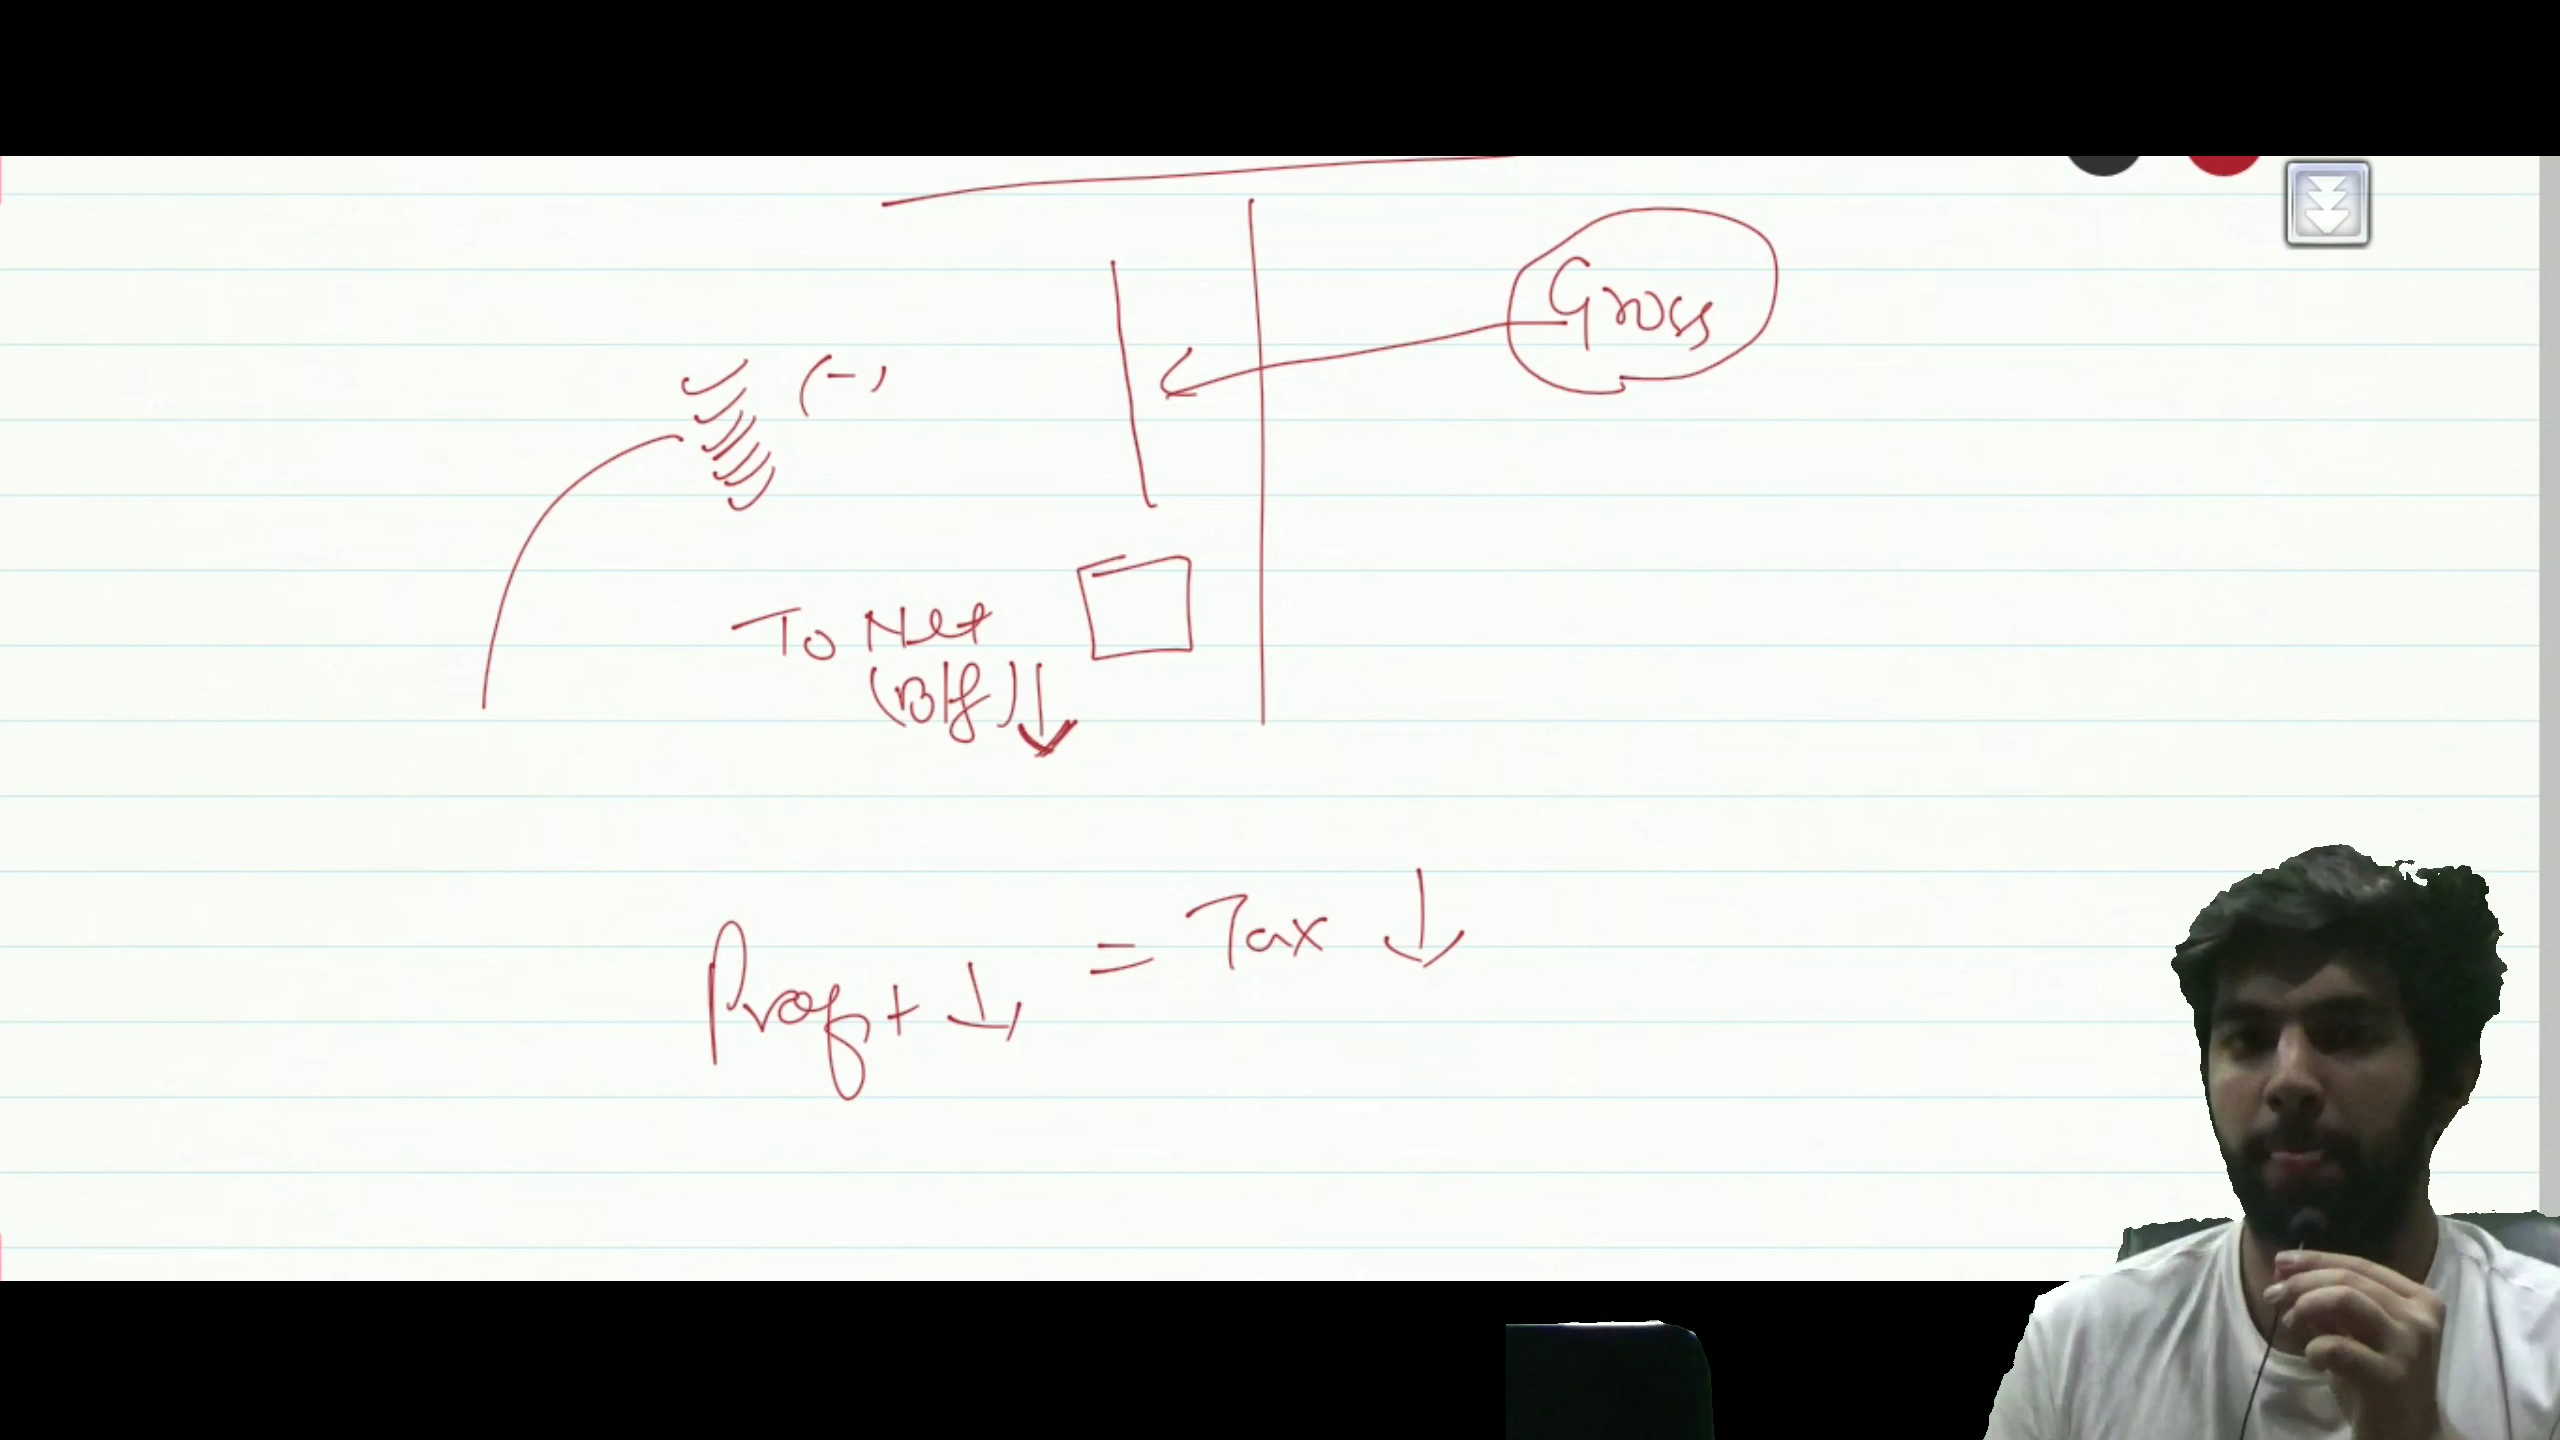 Gross
(-)
To Net
(B/f) ↓
Profit ↓ = Tax ↓